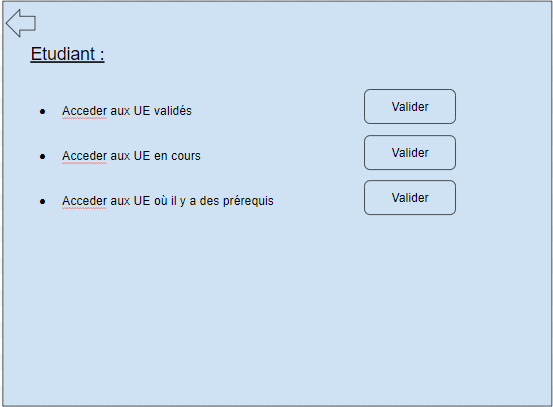 Etudiant :
● Acceder aux UE validés
Valider
● Acceder aux UE en cours
Valider
● Acceder aux UE où il y a des prérequis
Valider